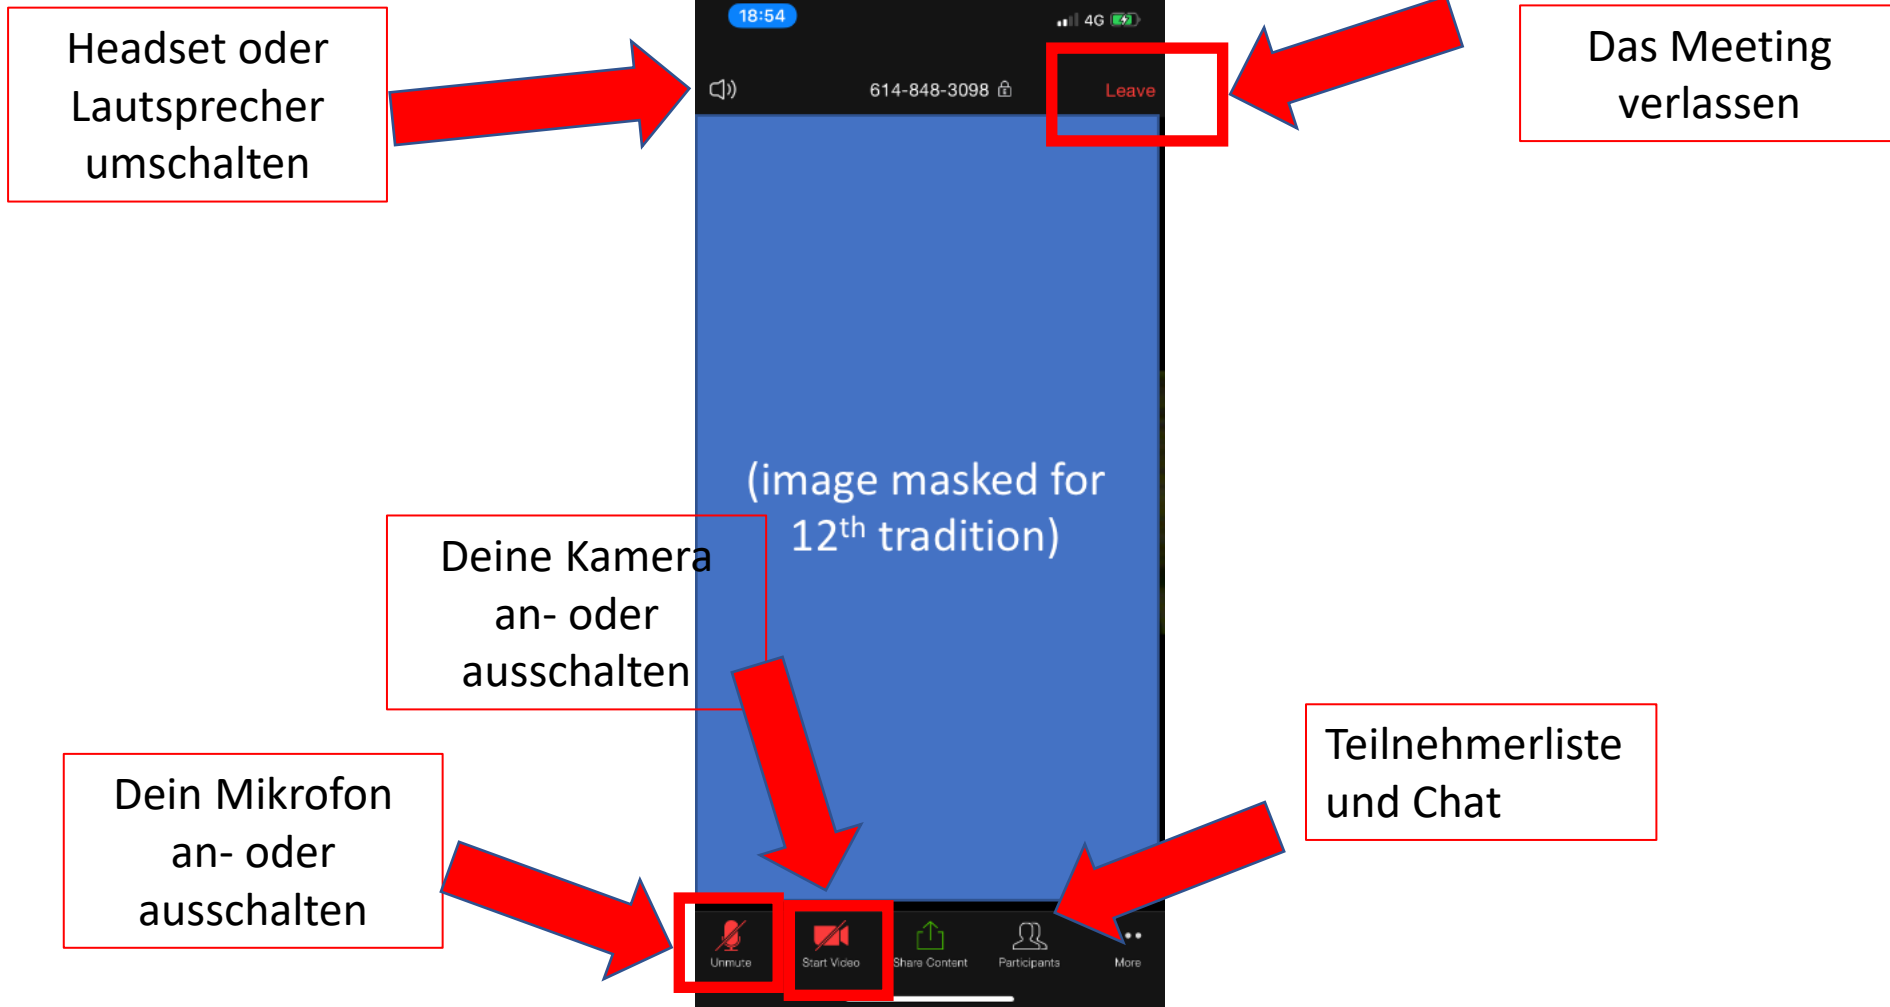 Headset oder
Lautsprecher
umschalten
18:54
4G
614-848-3098
Leave
Das Meeting
verlassen
(image masked for
12th tradition)
Deine Kamera
an- oder
ausschalten
Dein Mikrofon
an- oder
ausschalten
Teilnehmerliste
und Chat
Unmute
Start Video
Share Content
Participants
More